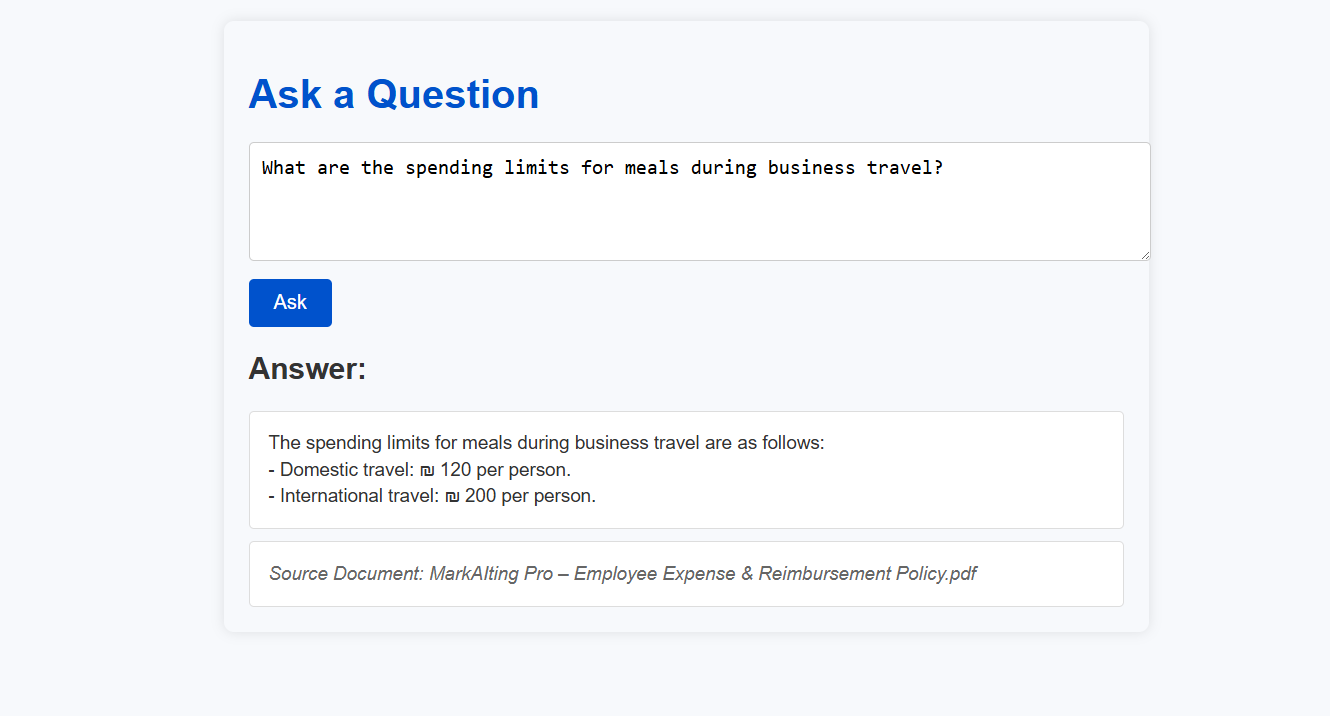 Ask a Question
What are the spending limits for meals during business travel?
Ask
Answer:
The spending limits for meals during business travel are as follows:
- Domestic travel: ₪ 120 per person.
- International travel: ₪ 200 per person.
Source Document: MarkAIting Pro – Employee Expense & Reimbursement Policy.pdf